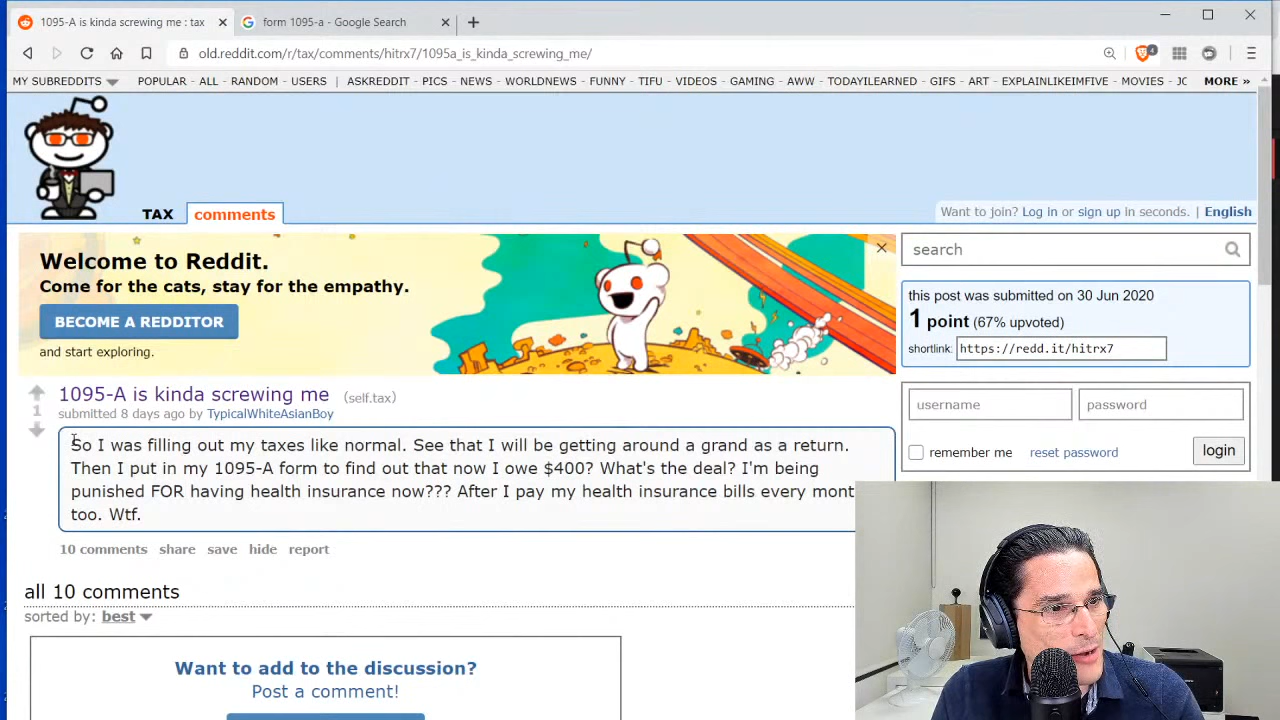 1095-A is kinda screwing me : tax
form 1095-a - Google Search
old.reddit.com/r/tax/comments/hitrx7/1095a_is_kinda_screwing_me/
4
MY SUBREDDITS POPULAR - ALL - RANDOM - USERS | ASKREDDIT - PICS - NEWS - WORLDNEWS - FUNNY - TIFU - VIDEOS - GAMING - AWW - TODAYILEARNED - GIFS - ART - EXPLAINLIKEIMFIVE - MOVIES - JC MORE »
TAX comments
Want to join? Log in or sign up in seconds. | English
Welcome to Reddit.
Come for the cats, stay for the empathy.
BECOME A REDDITOR
and start exploring.
search
this post was submitted on 30 Jun 2020
1 point (67% upvoted)
shortlink: https://redd.it/hitrx7
username
password
remember me reset password login
1
1095-A is kinda screwing me (self.tax)
submitted 8 days ago by TypicalWhiteAsianBoy
So I was filling out my taxes like normal. See that I will be getting around a grand as a return.
Then I put in my 1095-A form to find out that now I owe $400? What's the deal? I'm being
punished FOR having health insurance now??? After I pay my health insurance bills every mont
too. Wtf.
10 comments share save hide report
all 10 comments
sorted by: best
Want to add to the discussion?
Post a comment!